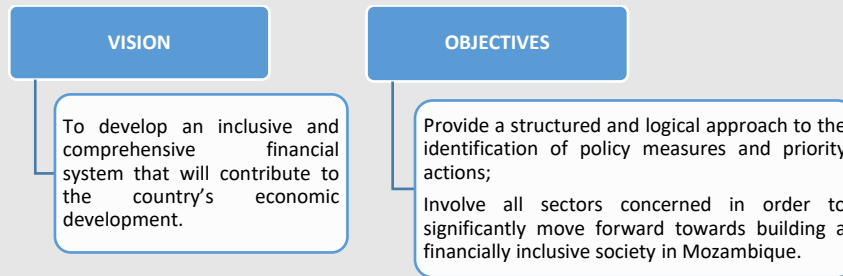 VISION
To develop an inclusive and
comprehensive financial
system that will contribute to
the country's economic
development.
OBJECTIVES
Provide a structured and logical approach to the
identification of policy measures and priority
actions;
Involve all sectors concerned in order to
significantly move forward towards building a
financially inclusive society in Mozambique.